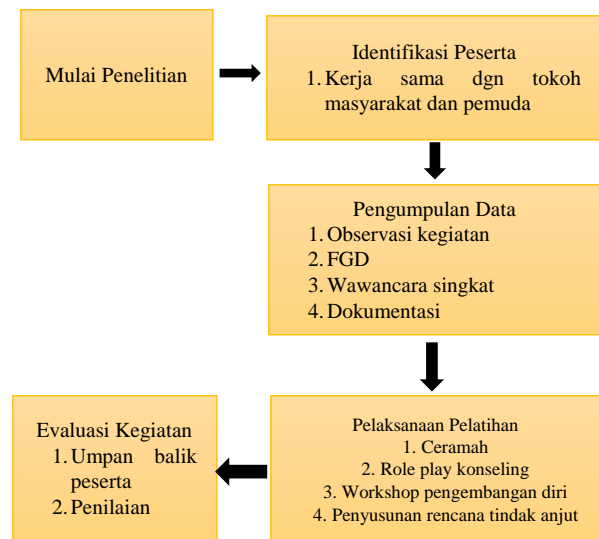 Mulai Penelitian
Identifikasi Peserta
1. Kerja sama dgn tokoh
masyarakat dan pemuda
Pengumpulan Data
1. Observasi kegiatan
2. FGD
3. Wawancara singkat
4. Dokumentasi
Pelaksanaan Pelatihan
1. Ceramah
2. Role play konseling
3. Workshop pengembangan diri
4. Penyusunan rencana tindak anjut
Evaluasi Kegiatan
1. Umpan balik
peserta
2. Penilaian